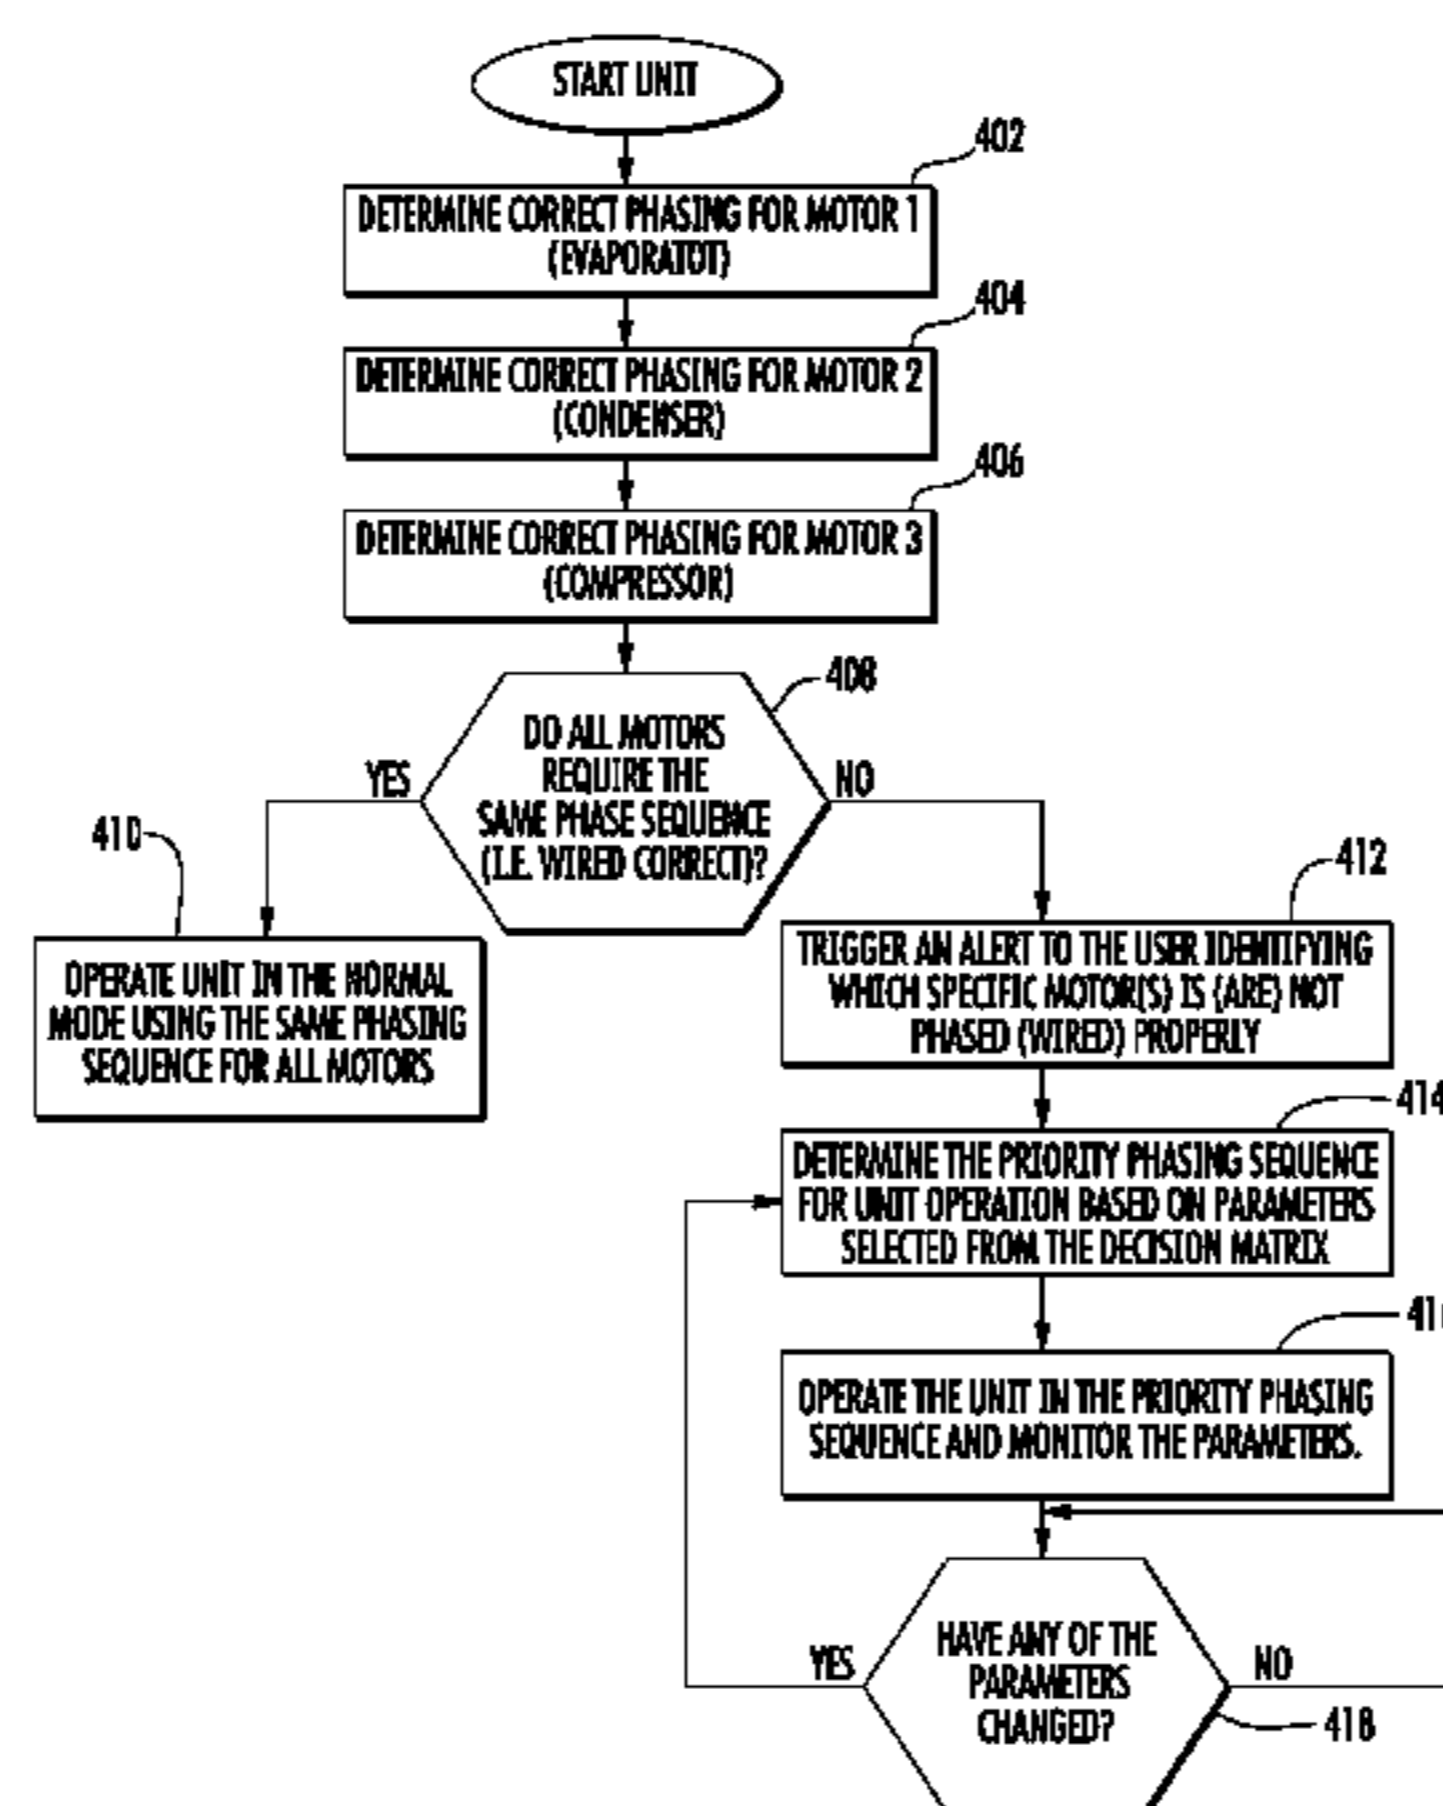 START UNIT
402
DETERMINE CORRECT PHASING FOR MOTOR 1
(EVAPORATOT)
404
DETERMINE CORRECT PHASING FOR MOTOR 2
(CONDENSER)
406
DETERMINE CORRECT PHASING FOR MOTOR 3
(COMPRESSOR)
408
DO ALL MOTORS
REQUIRE THE
SAME PHASE SEQUENCE
(I.E. WIRED CORRECT)?
YES
NO
410
OPERATE UNIT IN THE NORMAL
MODE USING THE SAME PHASING
SEQUENCE FOR ALL MOTORS
412
TRIGGER AN ALERT TO THE USER IDENTIFYING
WHICH SPECIFIC MOTOR(S) IS (ARE) NOT
PHASED (WIRED) PROPERLY
414
DETERMINE THE PRIORITY PHASING SEQUENCE
FOR UNIT OPERATION BASED ON PARAMETERS
SELECTED FROM THE DECISION MATRIX
OPERATE THE UNIT IN THE PRIORITY PHASING
SEQUENCE AND MONITOR THE PARAMETERS.
HAVE ANY OF THE
PARAMETERS
CHANGED?
YES
NO
418